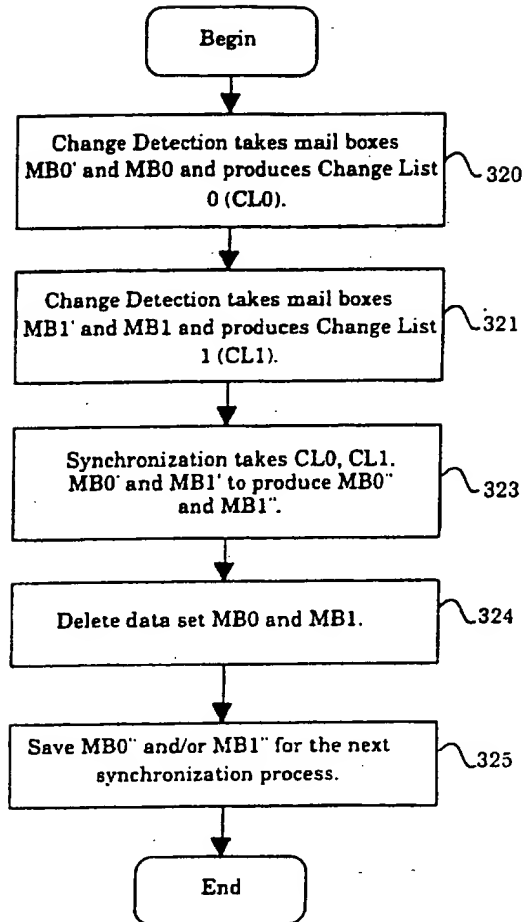 Begin
Change Detection takes mail boxes
MB0' and MB0 and produces Change List
0 (CL0).
320
Change Detection takes mail boxes
MB1' and MB1 and produces Change List
1 (CL1).
321
Synchronization takes CL0, CL1.
MB0' and MB1' to produce MB0"
and MB1".
323
Delete data set MB0 and MB1.
324
Save MB0" and/or MB1" for the next
synchronization process.
325
End